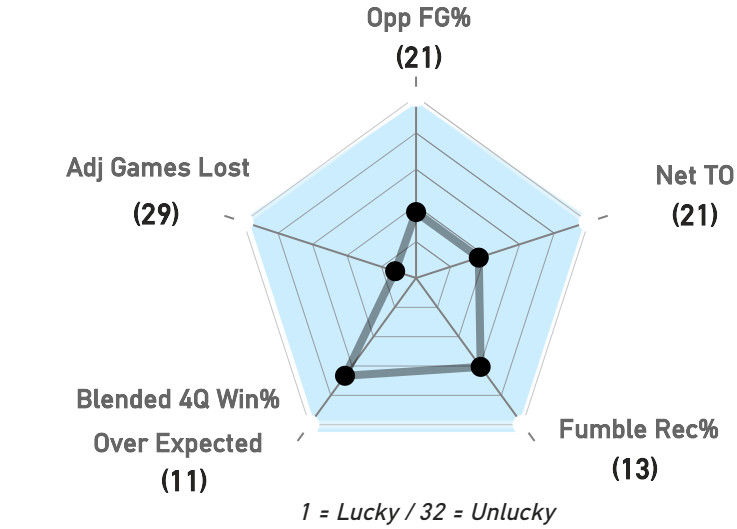 Opp FG%
(21)
Adj Games Lost
(29)
Net TO
(21)
Blended 4Q Win%
Over Expected
(11)
Fumble Rec%
(13)
1 = Lucky / 32 = Unlucky